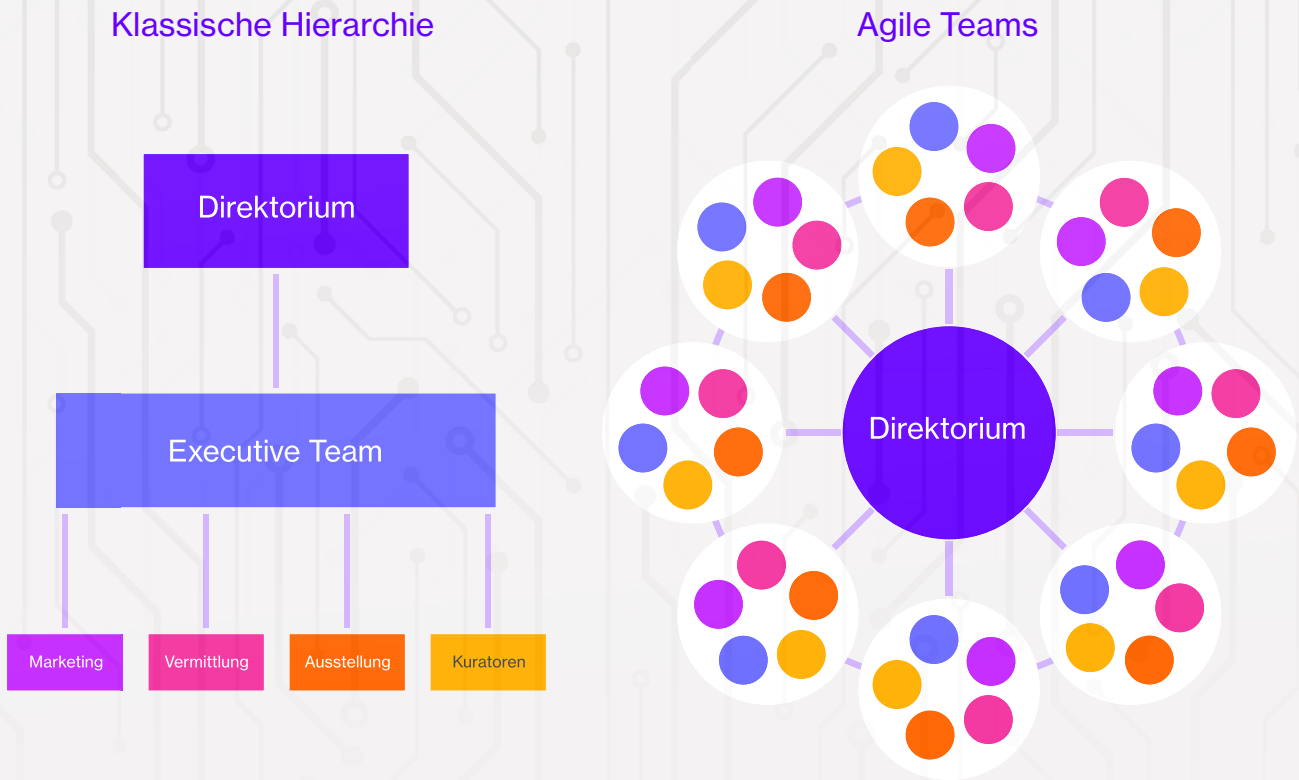 Klassische Hierarchie
Direktorium
Executive Team
Marketing
Vermittlung
Ausstellung
Kuratoren
Agile Teams
Direktorium